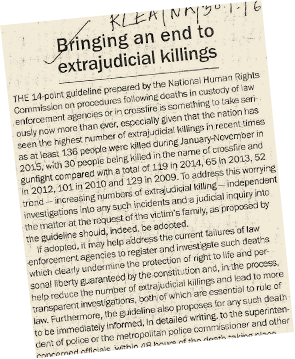 Bringing an end to
extrajudicial killings
THE 14-point guideline prepared by the National Human Rights
Commission on procedures following deaths in custody of law
enforcement agencies or in crossfire is something to take seri-
ously now more than ever, especially given that the nation has
seen the highest number of extrajudicial killings in recent times
as at least 136 people were killed during January-November in
2015, with 30 people being killed in the name of crossfire and
gunfight compared with a total of 119 in 2014, 65 in 2013, 52
in 2012, 101 in 2010 and 129 in 2009. To address this worrying
trend — increasing numbers of extrajudicial killing — independent
investigations into any such incidents and a judicial inquiry into
the matter at the request of the victim's family, as proposed by
the guideline should, indeed, be adopted.
If adopted, it may help address the current failures of law
enforcement agencies to register and investigate such deaths
which clearly undermine the protection of right to life and per-
sonal liberty guaranteed by the constitution and, in the process,
help reduce the number of extrajudicial killings and lead to more
transparent investigations, both of which are essential to rule of
law. Furthermore, the guideline also proposes for any such death
to be immediately informed, in detailed writing, to the superinten-
dent of police or the metropolitan police commissioner and other
concerned officials, within 48 hours of the death taking place